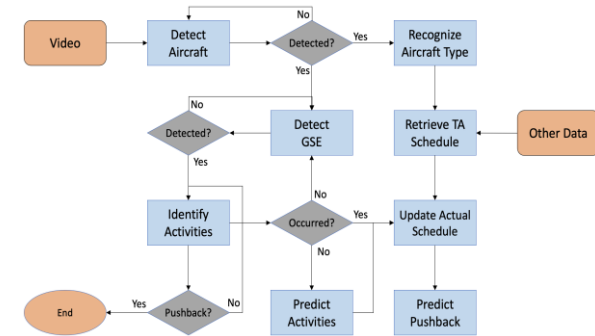 No
Video
Detect
Aircraft
Detected?
Yes
Recognize
Aircraft Type
Yes
No
Detected?
Detect
GSE
Retrieve TA
Schedule
Other Data
Yes
No
Identify
Activities
Occurred?
Yes
Update Actual
Schedule
No
End
Yes
Pushback?
No
Predict
Activities
Predict
Pushback